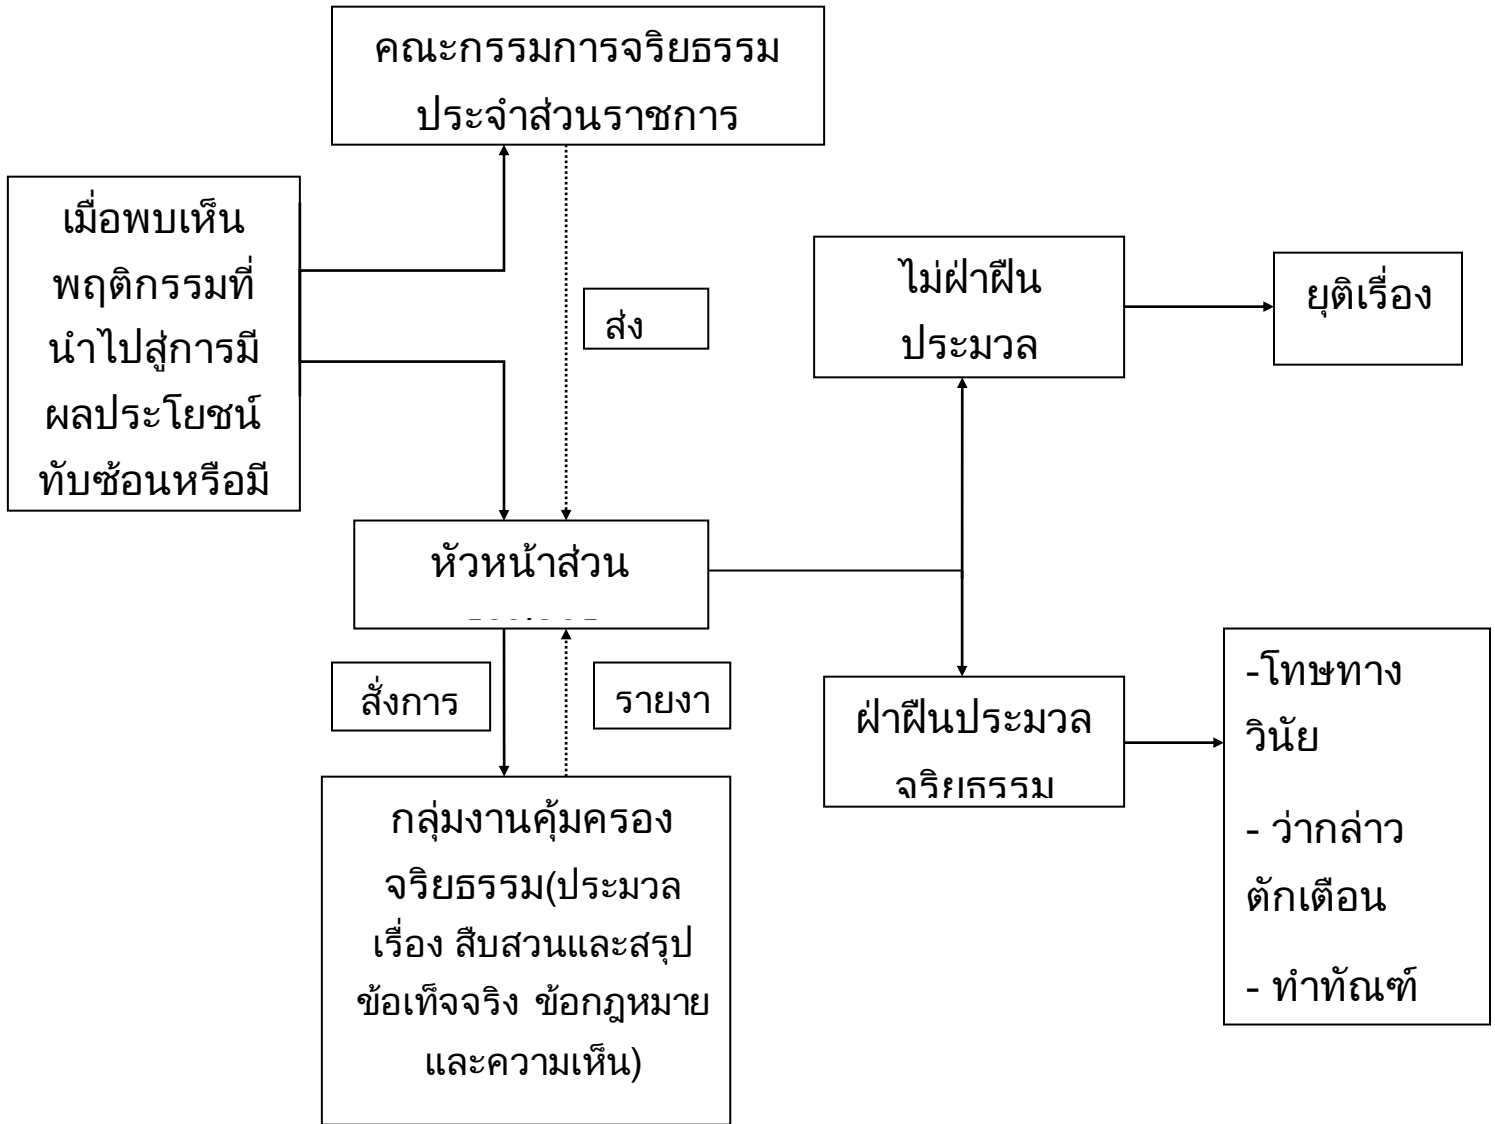 คณะกรรมการจริยธรรม
ประจำส่วนราชการ
เมื่อพบเห็น
พฤติกรรมที่
นำไปสู่การมี
ผลประโยชน์
ทับซ้อนหรือมี
ส่ง
ไม่ฝ่าฝืน
ประมวล
ยุติเรื่อง
หัวหน้าส่วน
สั่งการ
รายงา
ฝ่าฝืนประมวล
จริยธรรม
-โทษทาง
วินัย
- ว่ากล่าว
ตักเตือน
- ทำทัณฑ์
กลุ่มงานคุ้มครอง
จริยธรรม(ประมวล
เรื่อง สืบสวนและสรุป
ข้อเท็จจริง ข้อกฎหมาย
และความเห็น)